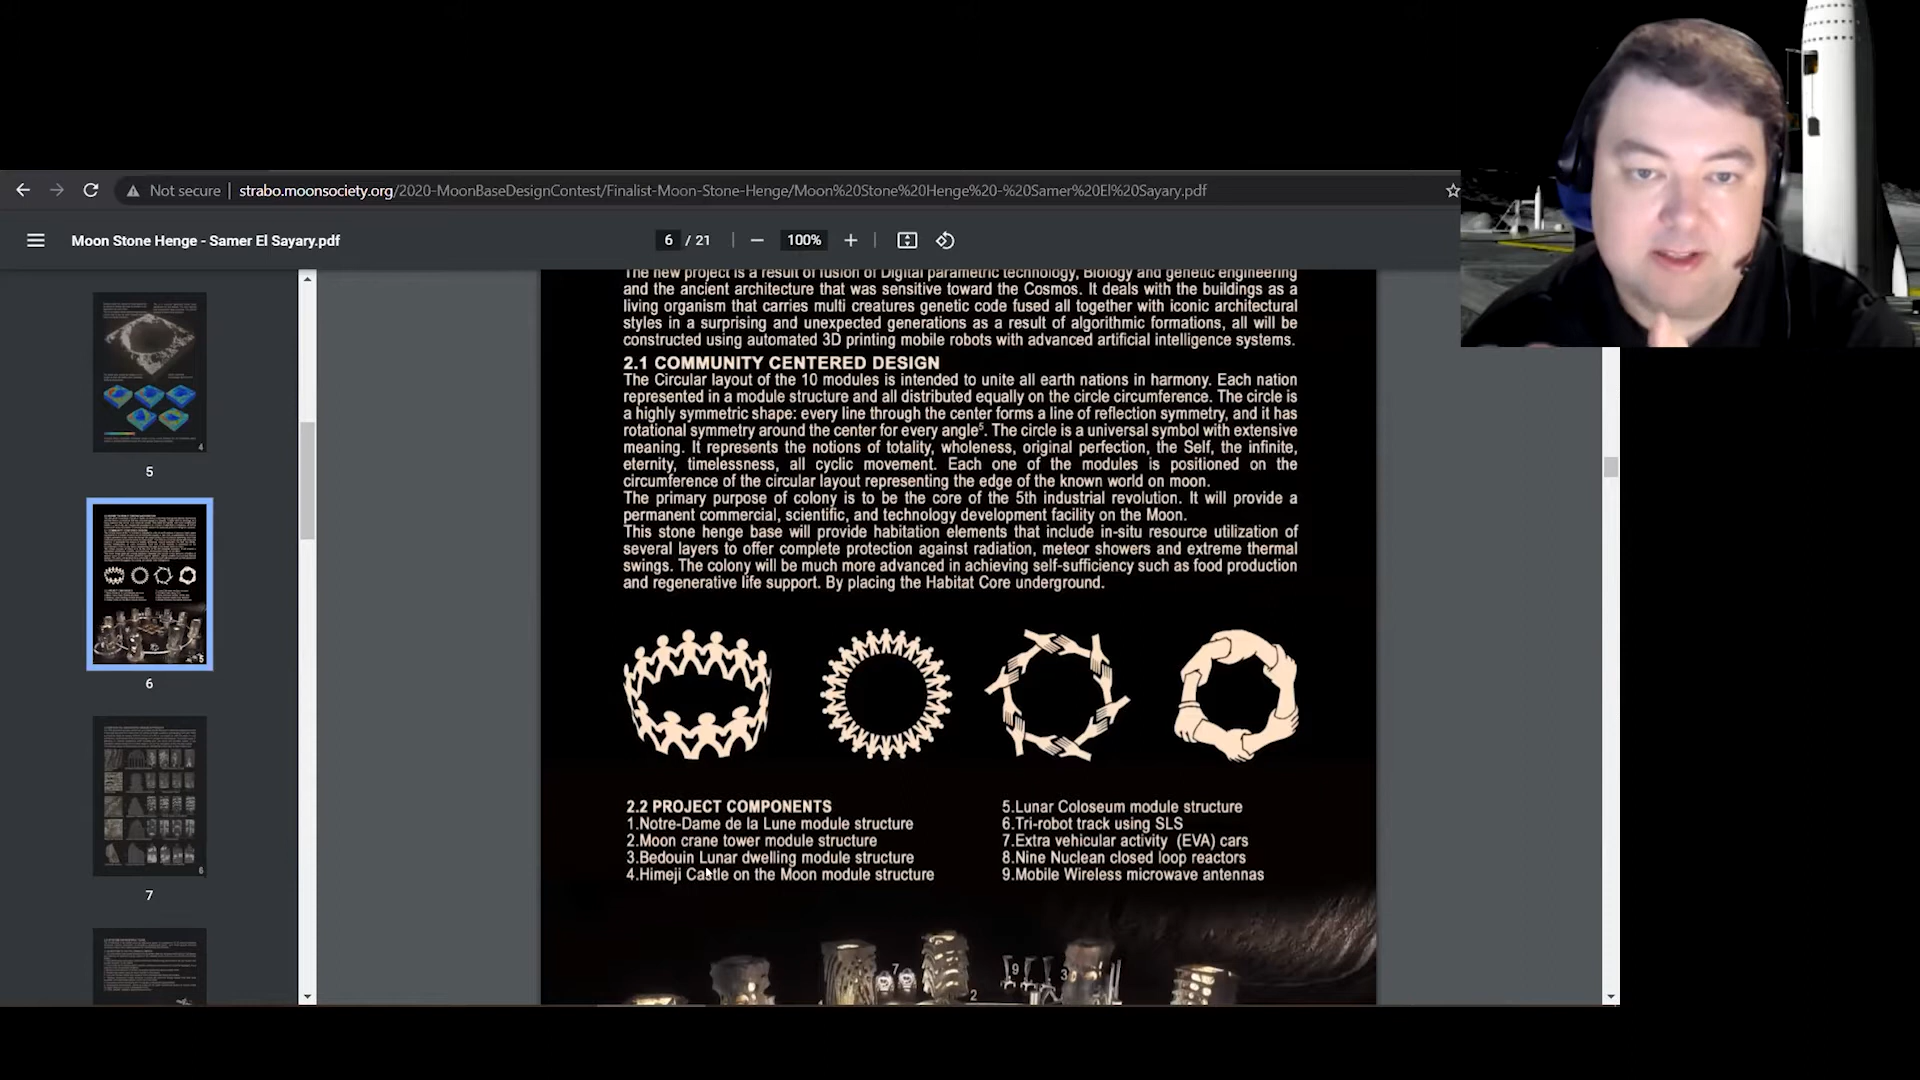 Not secure
strabo.moonsociety.org/2020-MoonBaseDesignContest/Finalist-Moon-Stone-Henge/Moon%20Stone%20Henge%20-%20Samer%20El%20Sayary.pdf
Moon Stone Henge - Samer El Sayary.pdf
6 / 21
100%
The new project is a result of fusion of Digital parametric technology, Biology and genetic engineering
and the ancient architecture that was sensitive toward the Cosmos. It deals with the buildings as a
living organism that carries multi creatures genetic code fused all together with iconic architectural
styles in a surprising and unexpected generations as a result of algorithmic formations, all will be
constructed using automated 3D printing mobile robots with advanced artificial intelligence systems.
2.1 COMMUNITY CENTERED DESIGN
The Circular layout of the 10 modules is intended to unite all earth nations in harmony. Each nation
represented in a module structure and all distributed equally on the circle circumference. The circle is
a highly symmetric shape: every line through the center forms a line of reflection symmetry, and it has
rotational symmetry around the center for every angle⁵. The circle is a universal symbol with extensive
meaning. It represents the notions of totality, wholeness, original perfection, the Self, the infinite,
eternity, timelessness, all cyclic movement. Each one of the modules is positioned on the
circumference of the circular layout representing the edge of the known world on moon.
The primary purpose of colony is to be the core of the 5th industrial revolution. It will provide a
permanent commercial, scientific, and technology development facility on the Moon.
This stone henge base will provide habitation elements that include in-situ resource utilization of
several layers to offer complete protection against radiation, meteor showers and extreme thermal
swings. The colony will be much more advanced in achieving self-sufficiency such as food production
and regenerative life support. By placing the Habitat Core underground.
2.2 PROJECT COMPONENTS
1.Notre-Dame de la Lune module structure
2.Moon crane tower module structure
3.Bedouin Lunar dwelling module structure
4.Himeji Castle on the Moon module structure
5.Lunar Coloseum module structure
6.Tri-robot track using SLS
7.Extra vehicular activity (EVA) cars
8.Nine Nuclean closed loop reactors
9.Mobile Wireless microwave antennas
7
2
9
3
4
5
5
6
6
7